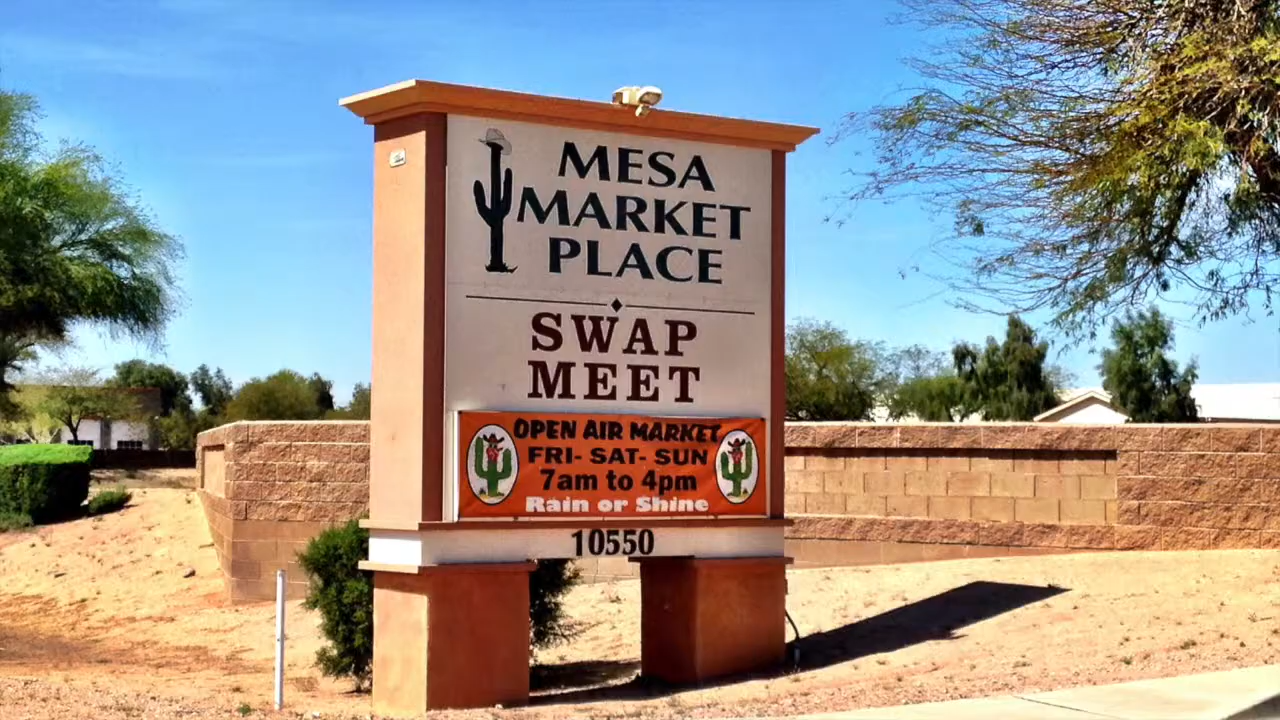 MESA
MARKET
PLACE
SWAP
MEET
OPEN AIR MARKET
FRI- SAT- SUN
7am to 4pm
Rain or Shine
10550